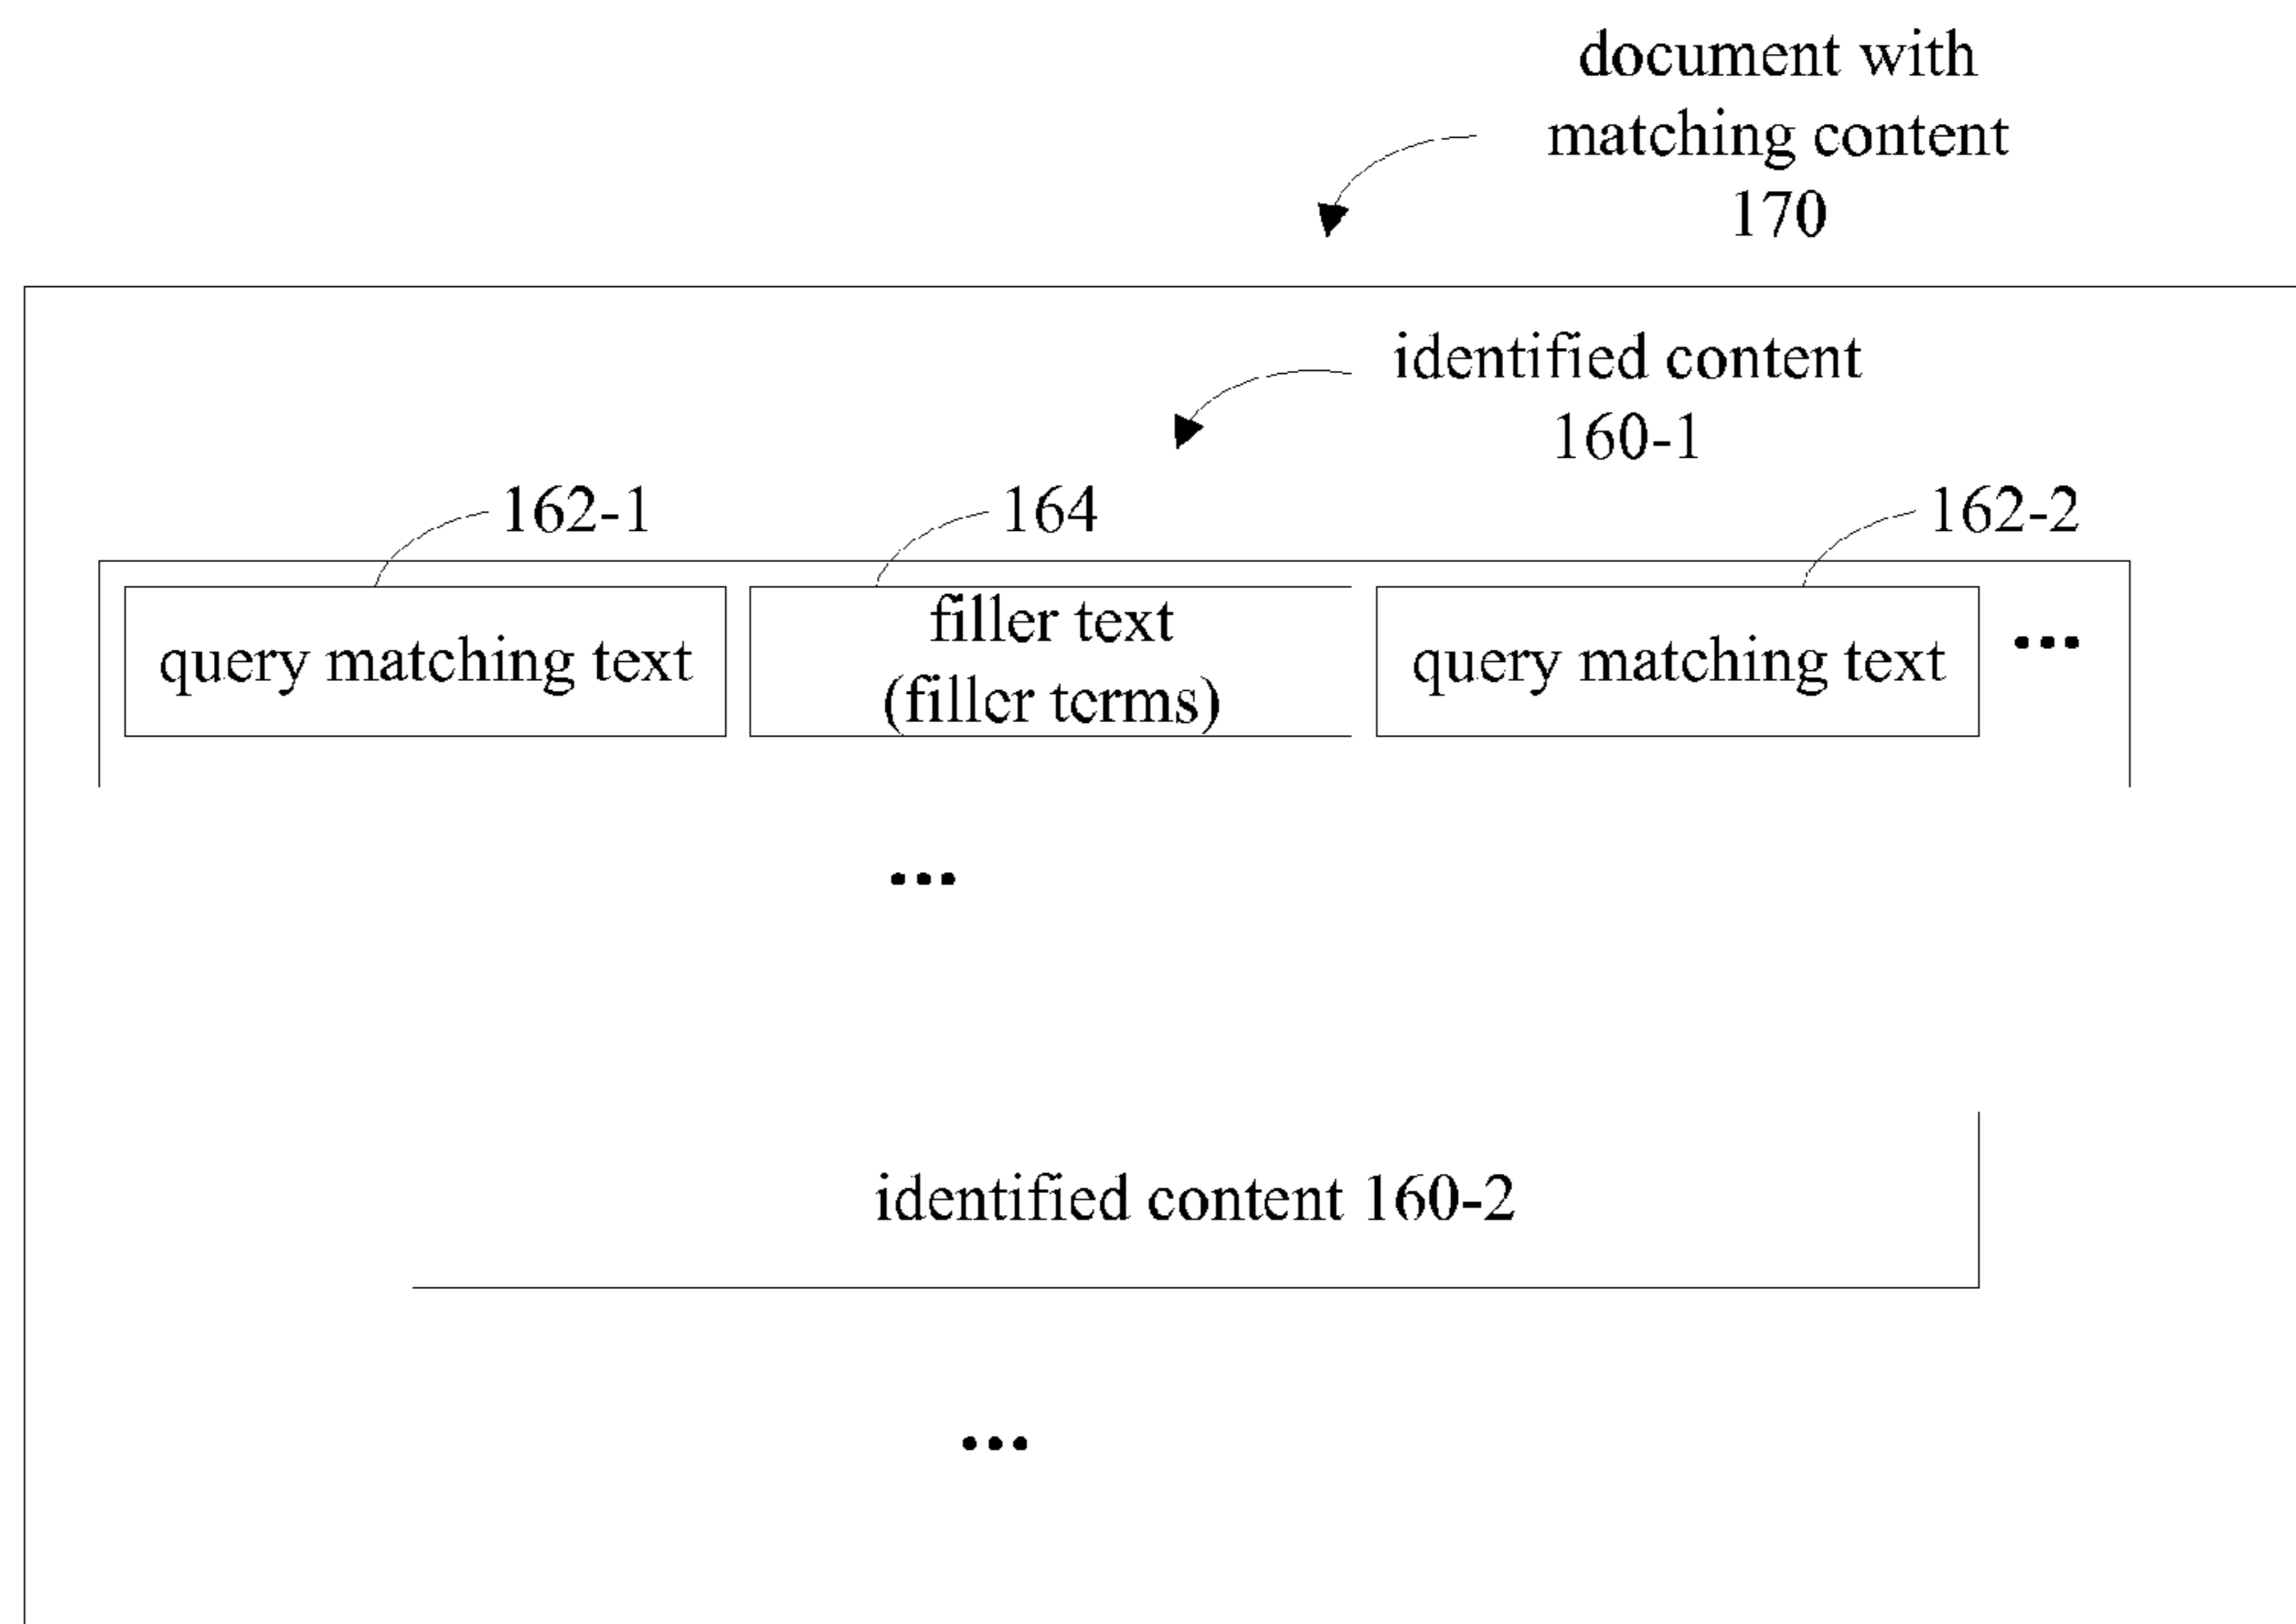 document with
matching content
170
identified content
160-1
162-1
164
162-2
query matching text
filler text
(filler terms)
query matching text
...
...
identified content 160-2
...